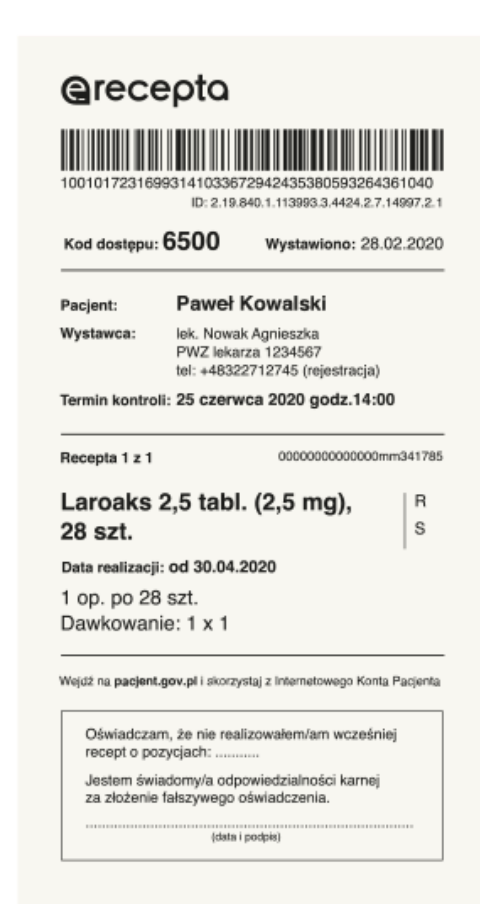 erecepta
10010172316993141033672942435380593264361040
ID: 2.19.840.1.113993.3.4424.2.7.14997.2.1
Kod dostępu: 6500 Wystawiono: 28.02.2020
Pacjent: Paweł Kowalski
Wystawca: lek. Nowak Agnieszka
PWZ lekarza 1234567
tel: +48322712745 (rejestracja)
Termin kontroli: 25 czerwca 2020 godz.14:00
Recepta 1 z 1 00000000000000mm341785
Laroaks 2,5 tabl. (2,5 mg), R
28 szt. S
Data realizacji: od 30.04.2020
1 op. po 28 szt.
Dawkowanie: 1 x 1
Wejdź na pacjent.gov.pl i skorzystaj z Internetowego Konta Pacjenta
Oświadczam, że nie realizowałem/am wcześniej
recept o pozycjach: ...........
Jestem świadomy/a odpowiedzialności karnej
za złożenie fałszywego oświadczenia.
(data i podpis)